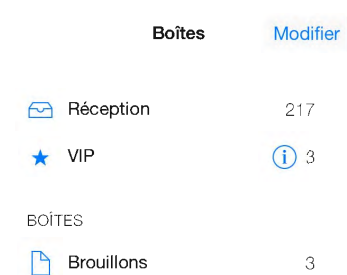 Boîtes Modifier
Réception 217
VIP i 3
BOÎTES
Brouillons 3